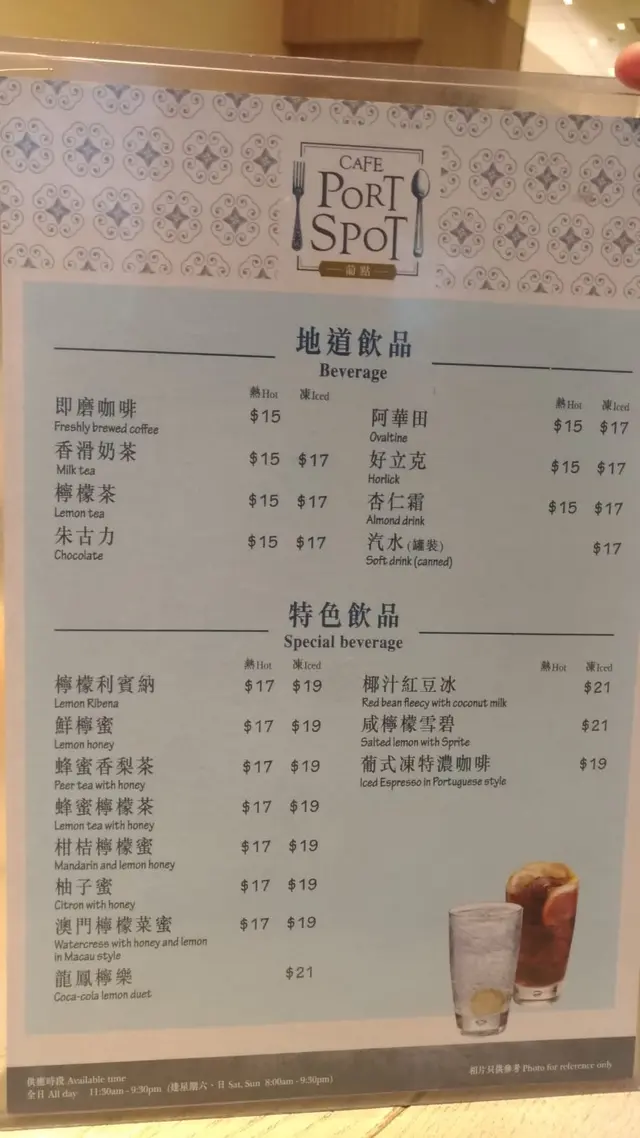 CAFE
PORT
SPOT
葡點
地道飲品
Beverage
熱Hot 凍Iced
即磨咖啡 $15
Freshly brewed coffee
香滑奶茶 $15 $17
Milk tea
檸檬茶 $15 $17
Lemon tea
朱古力 $15 $17
Chocolate
熱Hot 凍Iced
阿華田 $15 $17
Ovaltine
好立克 $15 $17
Horlick
杏仁霜 $15 $17
Almond drink
汽水(罐裝) $17
Soft drink (canned)
特色飲品
Special beverage
熱Hot 凍Iced
檸檬利賓納 $17 $19
Lemon Ribena
鮮檸蜜 $17 $19
Lemon honey
蜂蜜香梨茶 $17 $19
Peer tea with honey
蜂蜜檸檬茶 $17 $19
Lemon tea with honey
柑桔檸檬蜜 $17 $19
Mandarin and lemon honey
柚子蜜 $17 $19
Citron with honey
澳門檸檬菜蜜 $17 $19
Watercress with honey and lemon
in Macau style
龍鳳檸樂 $21
Coca-cola lemon duet
熱Hot 凍Iced
椰汁紅豆冰 $21
Red bean fleecy with coconut milk
咸檸檬雪碧 $21
Salted lemon with Sprite
葡式凍特濃咖啡 $19
Iced Espresso in Portuguese style
供應時段 Available time
全日 All day 11:30am - 9:30pm (逢星期六、日 Sat, Sun 8:00am - 9:30pm)
相片只供參考 Photo for reference only